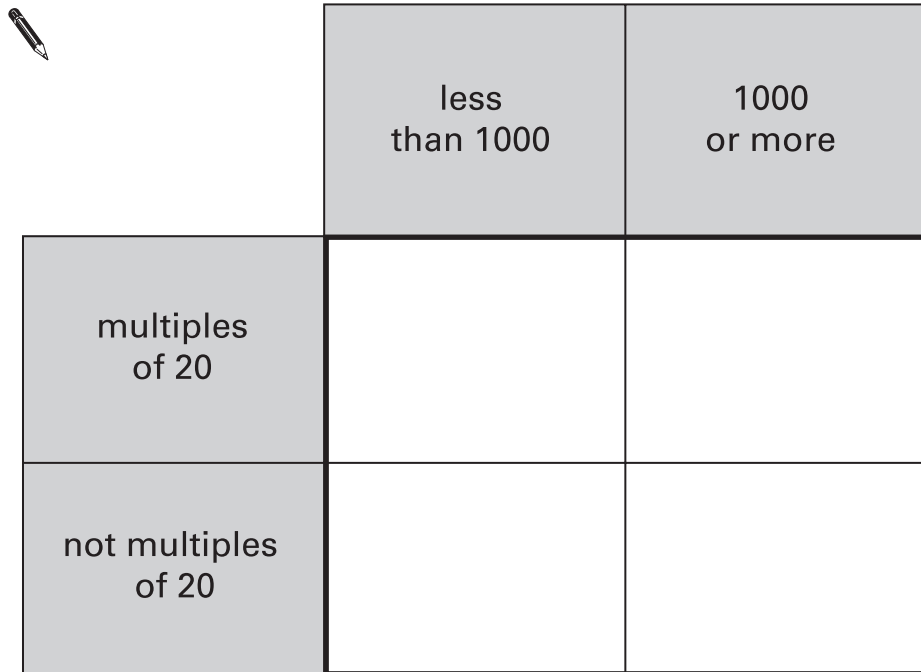 less
than 1000
1000
or more
multiples
of 20
not multiples
of 20